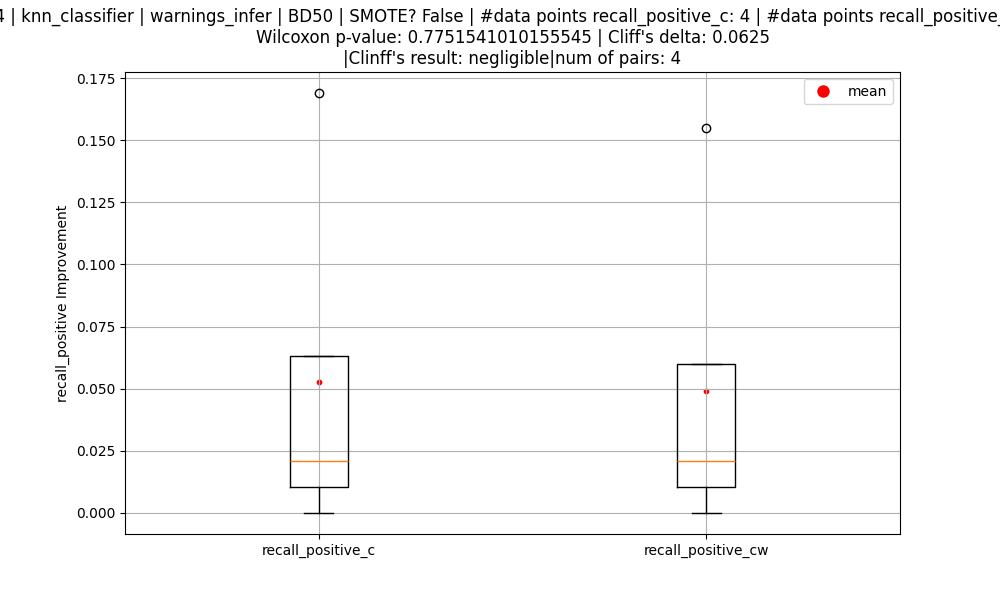 4 | knn_classifier | warnings_infer | BD50 | SMOTE? False | #data points recall_positive_c: 4 | #data points recall_positive_
Wilcoxon p-value: 0.7751541010155545 | Cliff's delta: 0.0625
|Clinff's result: negligible|num of pairs: 4
mean
0.175
0.150
0.125
0.100
0.075
0.050
0.025
0.000
recall_positive Improvement
recall_positive_c
recall_positive_cw